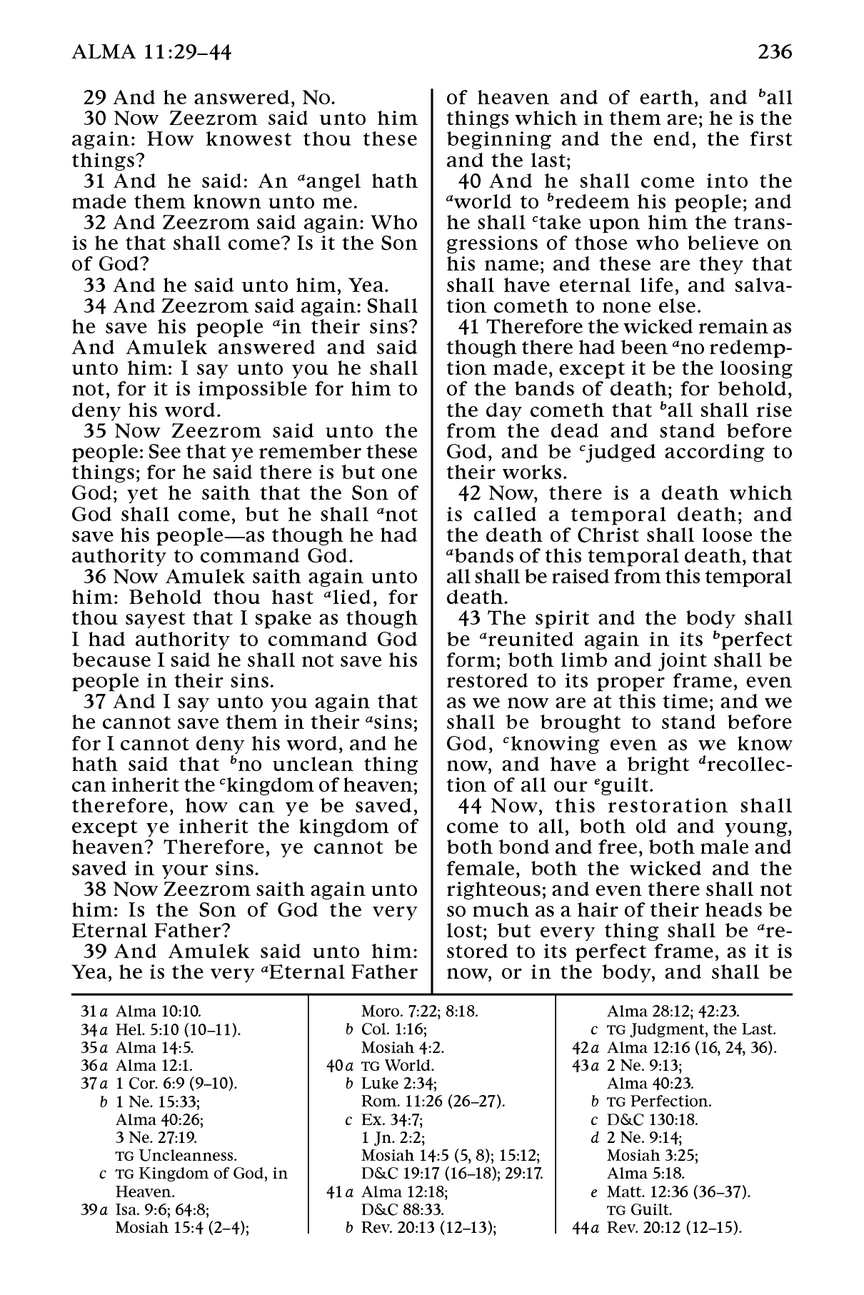 ALMA 11:29–44
236
29 And he answered, No.
30 Now Zeezrom said unto him
again: How knowest thou these
things?
31 And he said: An aangel hath
made them known unto me.
32 And Zeezrom said again: Who
is he that shall come? Is it the Son
of God?
33 And he said unto him, Yea.
34 And Zeezrom said again: Shall
he save his people ain their sins?
And Amulek answered and said
unto him: I say unto you he shall
not, for it is impossible for him to
deny his word.
35 Now Zeezrom said unto the
people: See that ye remember these
things; for he said there is but one
God; yet he saith that the Son of
God shall come, but he shall anot
save his people—as though he had
authority to command God.
36 Now Amulek saith again unto
him: Behold thou hast alied, for
thou sayest that I spake as though
I had authority to command God
because I said he shall not save his
people in their sins.
37 And I say unto you again that
he cannot save them in their asins;
for I cannot deny his word, and he
hath said that bno unclean thing
can inherit the ckingdom of heaven;
therefore, how can ye be saved,
except ye inherit the kingdom of
heaven? Therefore, ye cannot be
saved in your sins.
38 Now Zeezrom saith again unto
him: Is the Son of God the very
Eternal Father?
39 And Amulek said unto him:
Yea, he is the very aEternal Father
of heaven and of earth, and ball
things which in them are; he is the
beginning and the end, the first
and the last;
40 And he shall come into the
aworld to bredeem his people; and
he shall ctake upon him the trans-
gressions of those who believe on
his name; and these are they that
shall have eternal life, and salva-
tion cometh to none else.
41 Therefore the wicked remain as
though there had been ano redemp-
tion made, except it be the loosing
of the bands of death; for behold,
the day cometh that ball shall rise
from the dead and stand before
God, and be cjudged according to
their works.
42 Now, there is a death which
is called a temporal death; and
the death of Christ shall loose the
abands of this temporal death, that
all shall be raised from this temporal
death.
43 The spirit and the body shall
be areunited again in its bperfect
form; both limb and joint shall be
restored to its proper frame, even
as we now are at this time; and we
shall be brought to stand before
God, cknowing even as we know
now, and have a bright drecollec-
tion of all our eguilt.
44 Now, this restoration shall
come to all, both old and young,
both bond and free, both male and
female, both the wicked and the
righteous; and even there shall not
so much as a hair of their heads be
lost; but every thing shall be are-
stored to its perfect frame, as it is
now, or in the body, and shall be
31a Alma 10:10.
34a Hel. 5:10 (10–11).
35a Alma 14:5.
36a Alma 12:1.
37a 1 Cor. 6:9 (9–10).
b 1 Ne. 15:33;
Alma 40:26;
3 Ne. 27:19.
TG Uncleanness.
c TG Kingdom of God, in
Heaven.
39a Isa. 9:6; 64:8;
Mosiah 15:4 (2–4);
Moro. 7:22; 8:18.
b Col. 1:16;
Mosiah 4:2.
40a TG World.
b Luke 2:34;
Rom. 11:26 (26–27).
c Ex. 34:7;
1 Jn. 2:2;
Mosiah 14:5 (5, 8); 15:12;
D&C 19:17 (16–18); 29:17.
41a Alma 12:18;
D&C 88:33.
b Rev. 20:13 (12–13);
Alma 28:12; 42:23.
c TG Judgment, the Last.
42a Alma 12:16 (16, 24, 36).
43a 2 Ne. 9:13;
Alma 40:23.
b TG Perfection.
c D&C 130:18.
d 2 Ne. 9:14;
Mosiah 3:25;
Alma 5:18.
e Matt. 12:36 (36–37).
TG Guilt.
44a Rev. 20:12 (12–15).